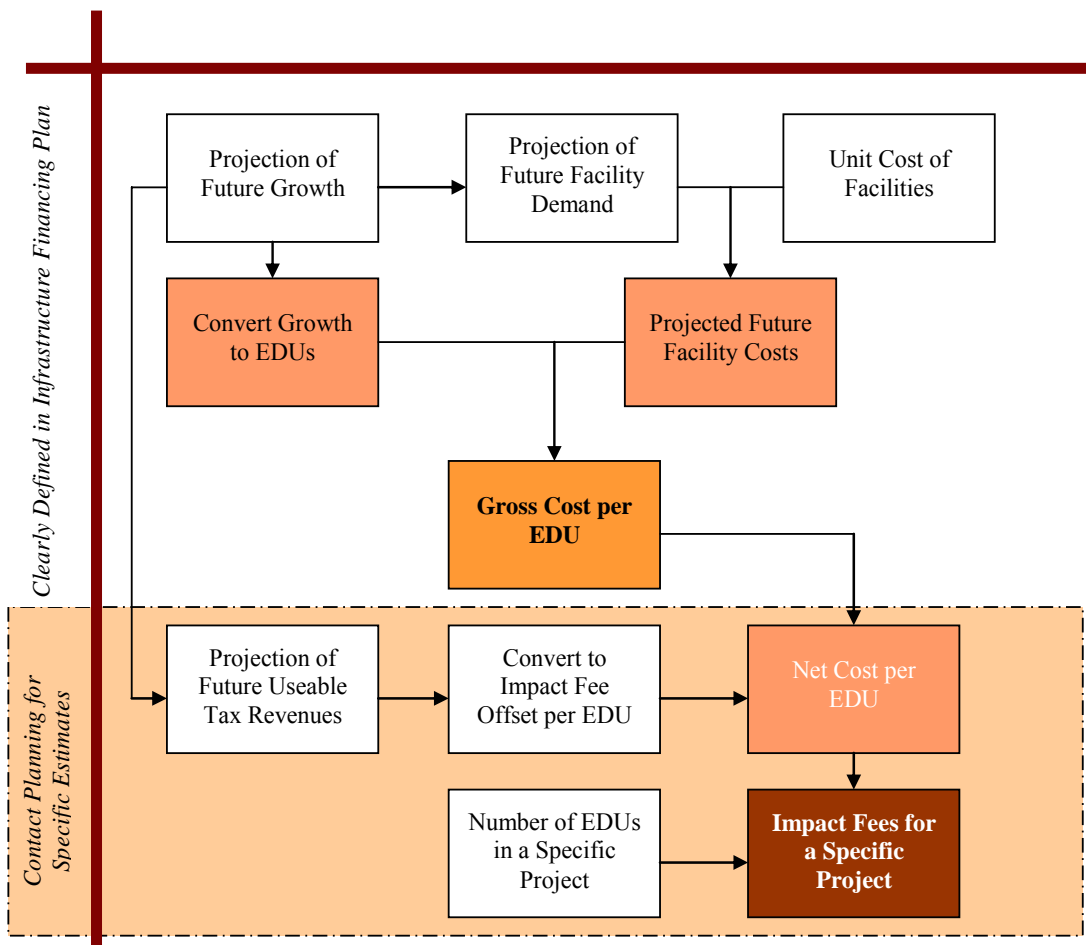 Clearly Defined in Infrastructure Financing Plan
Projection of
Future Growth
Projection of
Future Facility
Demand
Unit Cost of
Facilities
Convert Growth
to EDUs
Projected Future
Facility Costs
Gross Cost per
EDU
Contact Planning for
Specific Estimates
Projection of
Future Useable
Tax Revenues
Convert to
Impact Fee
Offset per EDU
Net Cost per
EDU
Number of EDUs
in a Specific
Project
Impact Fees for
a Specific
Project